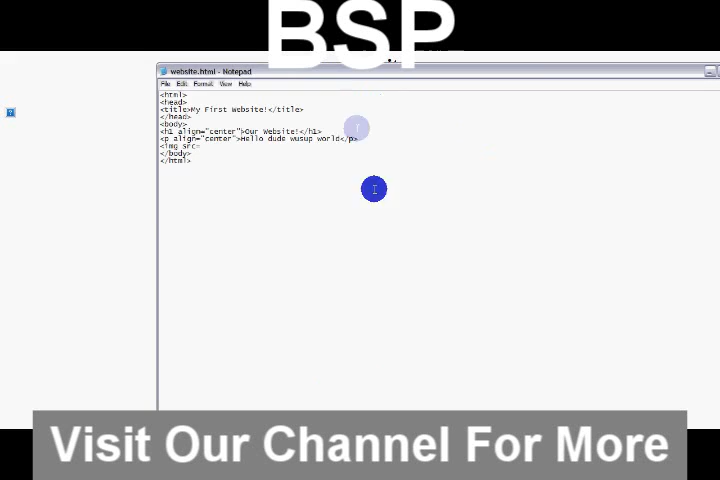 BSP
website.html - Notepad
File Edit Format View Help
<html>
<head>
<title>My First Website!</title>
</head>
<body>
<h1 align="center">Our Website!</h1>
<p align="center">Hello dude wusup world</p>
<img src=
</body>
</html>
Visit Our Channel For More